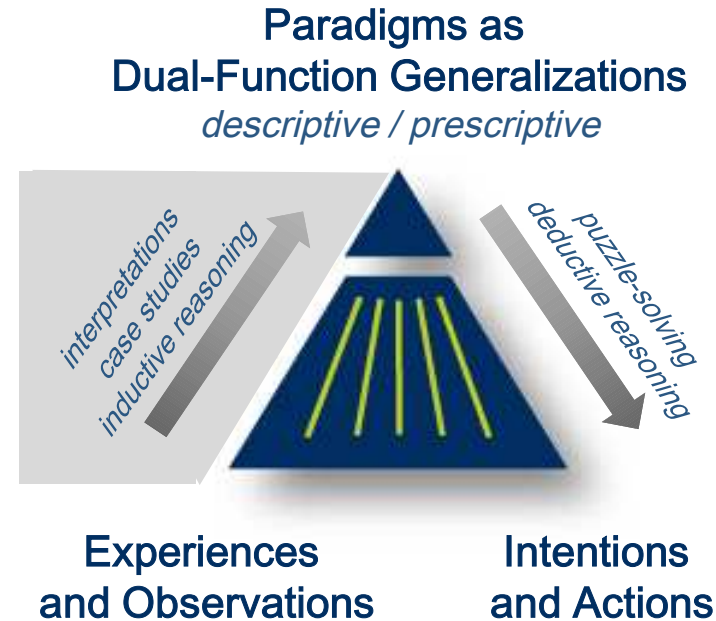 Paradigms as
Dual-Function Generalizations
descriptive / prescriptive
interpretations
case studies
inductive reasoning
puzzle-solving
deductive reasoning
Experiences
and Observations
Intentions
and Actions